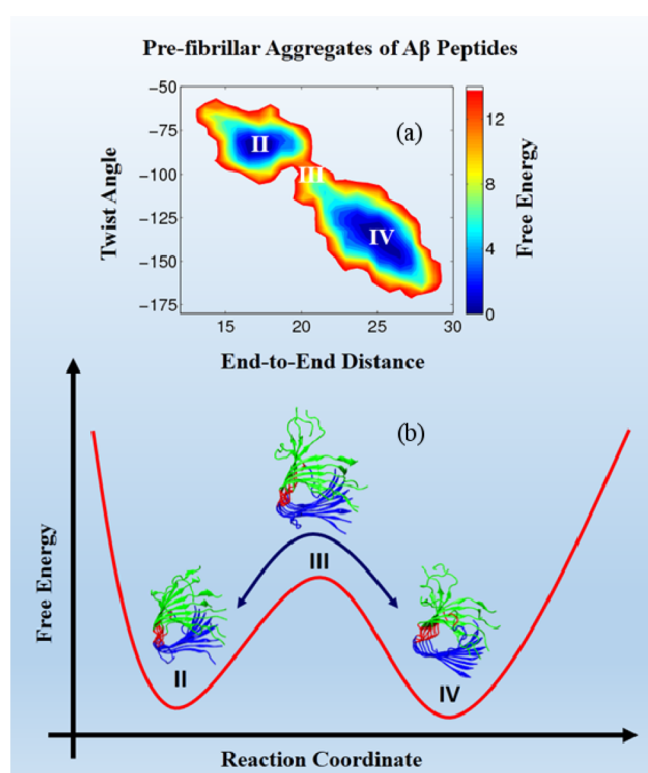 Pre-fibrillar Aggregates of Aβ Peptides
(a)
−50
−75
−100
−125
−150
−175
Twist Angle
II
III
IV
15
20
25
30
End-to-End Distance
12
8
4
0
Free Energy
(b)
Free Energy
III
II
IV
Reaction Coordinate